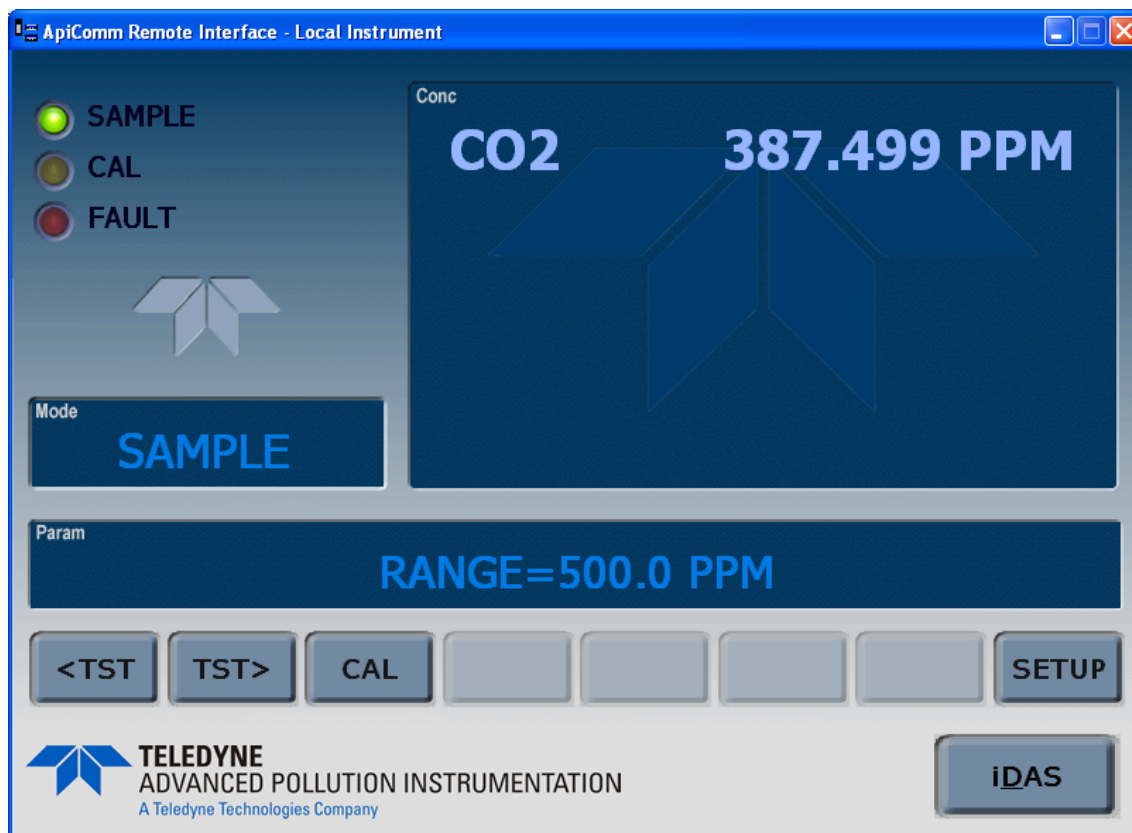 ApiComm Remote Interface - Local Instrument
SAMPLE
CAL
FAULT
Conc
CO2 387.499 PPM
Mode
SAMPLE
Param
RANGE=500.0 PPM
<TST TST> CAL SETUP
TELEDYNE
ADVANCED POLLUTION INSTRUMENTATION
A Teledyne Technologies Company
iDAS